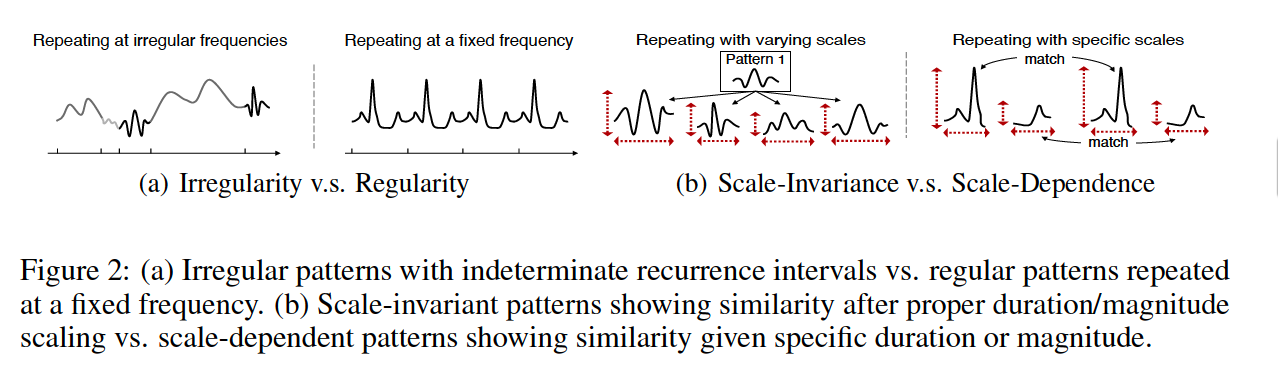 Repeating at irregular frequencies
Repeating at a fixed frequency
Repeating with varying scales
Pattern 1
Repeating with specific scales
match
match
(a) Irregularity v.s. Regularity
(b) Scale-Invariance v.s. Scale-Dependence
Figure 2: (a) Irregular patterns with indeterminate recurrence intervals vs. regular patterns repeated
at a fixed frequency. (b) Scale-invariant patterns showing similarity after proper duration/magnitude
scaling vs. scale-dependent patterns showing similarity given specific duration or magnitude.